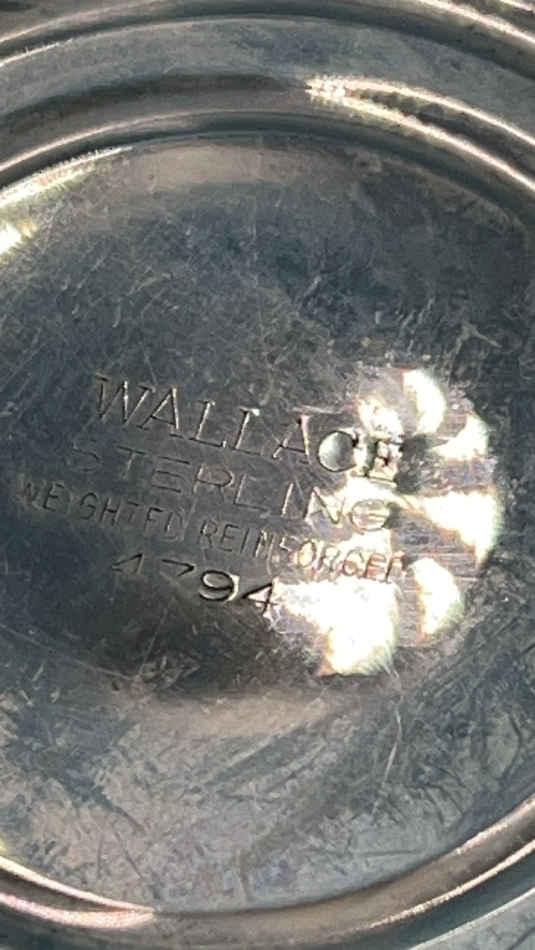 WALLACE
STERLING
WEIGHTED REINFORCED
4794